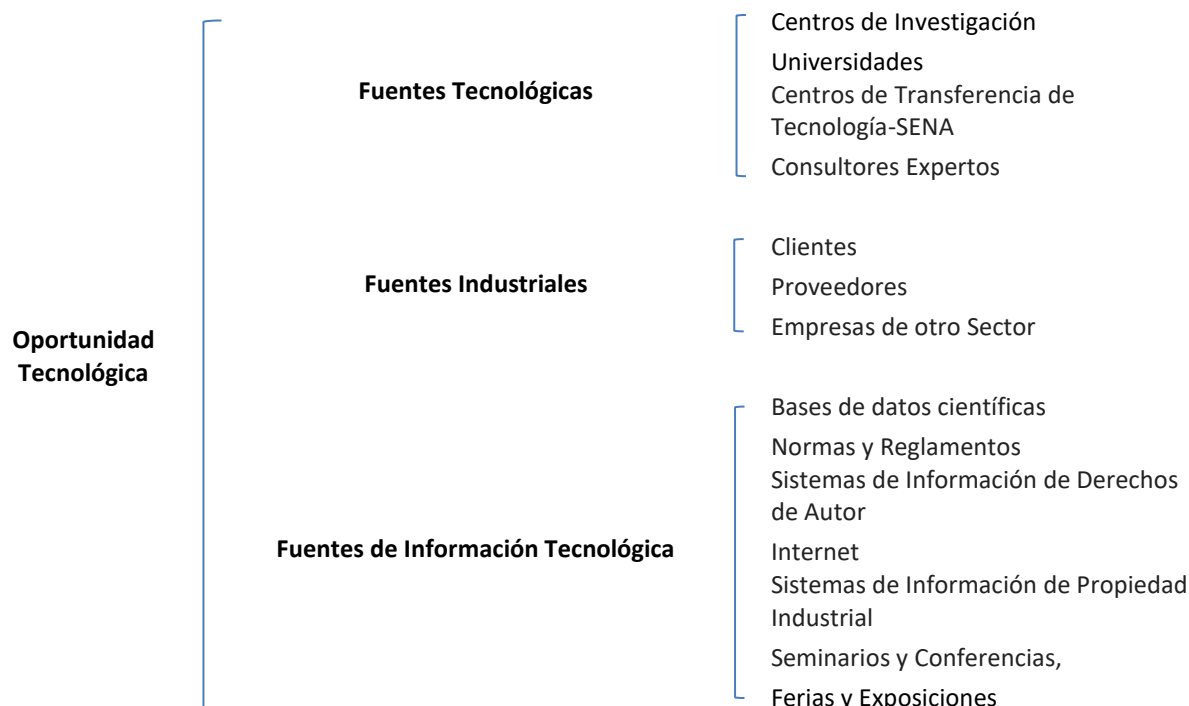 Oportunidad
Tecnológica
Fuentes Tecnológicas
Centros de Investigación
Universidades
Centros de Transferencia de
Tecnología-SENA
Consultores Expertos
Fuentes Industriales
Clientes
Proveedores
Empresas de otro Sector
Fuentes de Información Tecnológica
Bases de datos científicas
Normas y Reglamentos
Sistemas de Información de Derechos
de Autor
Internet
Sistemas de Información de Propiedad
Industrial
Seminarios y Conferencias,
Ferias y Exposiciones